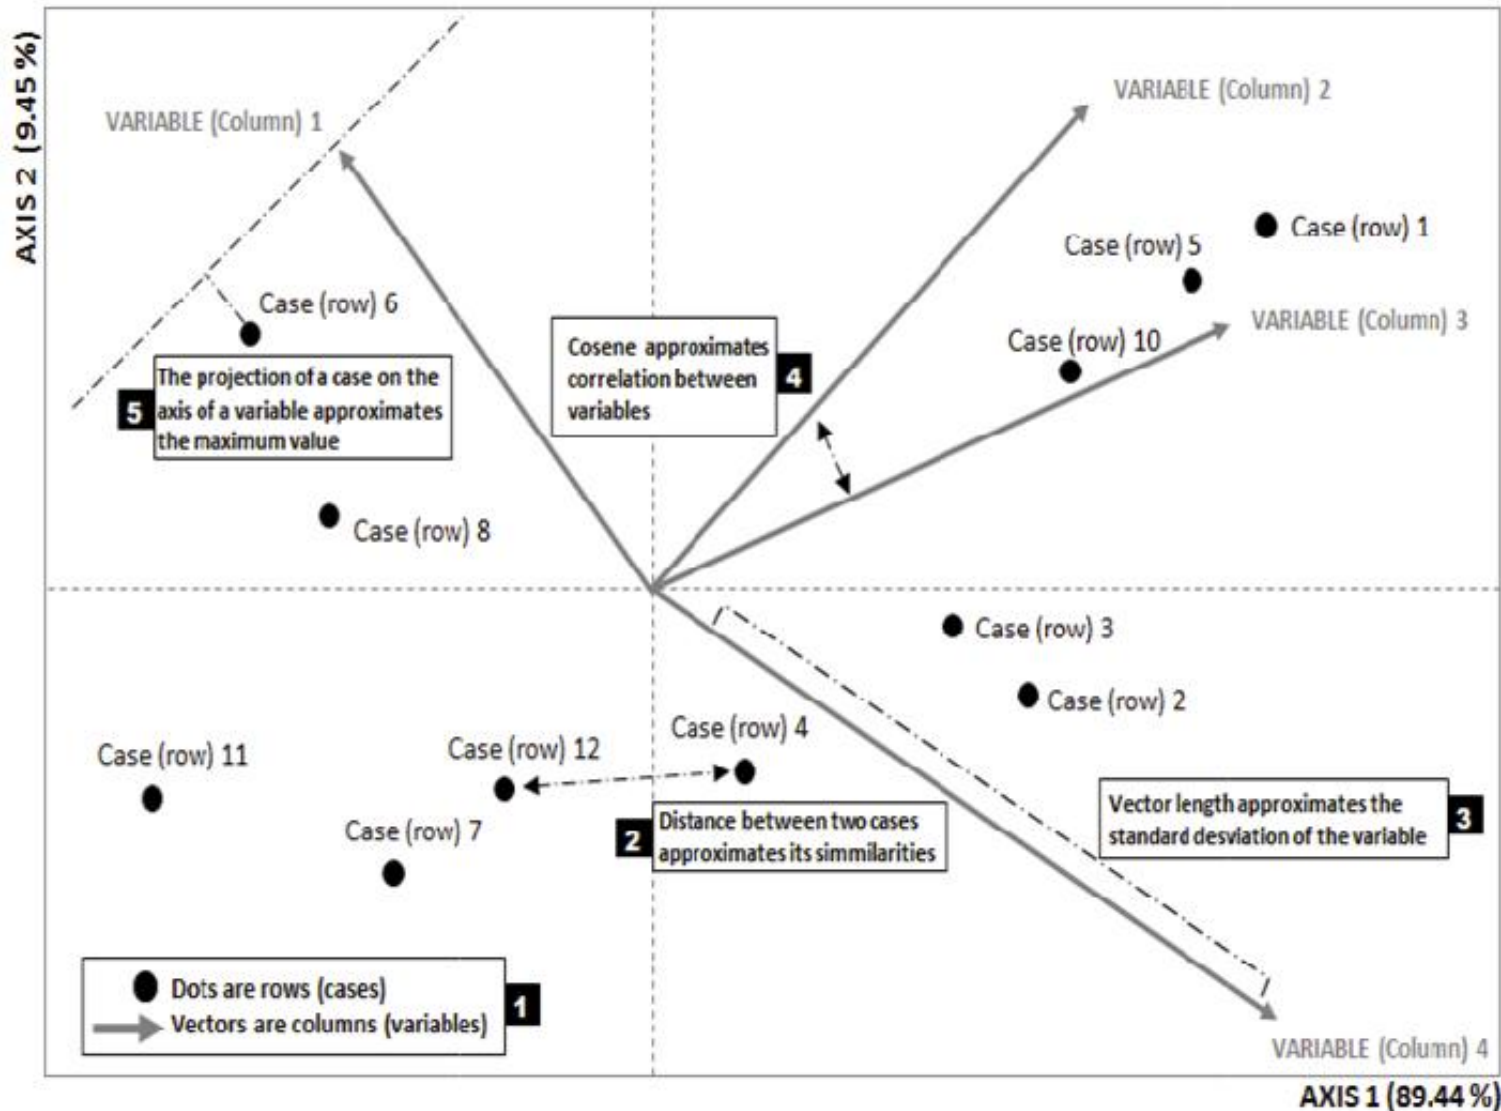 AXIS 2 (9.45 %)
VARIABLE (Column) 1
VARIABLE (Column) 2
Case (row) 1
Case (row) 5
VARIABLE (Column) 3
Case (row) 10
Case (row) 6
Cosene approximates
correlation between
variables
4
5
The projection of a case on the
axis of a variable approximates
the maximum value
Case (row) 8
Case (row) 3
Case (row) 2
Case (row) 4
Case (row) 12
Case (row) 11
Case (row) 7
2
Distance between two cases
approximates its simmilarities
Vector length approximates the
standard desviation of the variable
3
Dots are rows (cases)
Vectors are columns (variables)
1
VARIABLE (Column) 4
AXIS 1 (89.44 %)